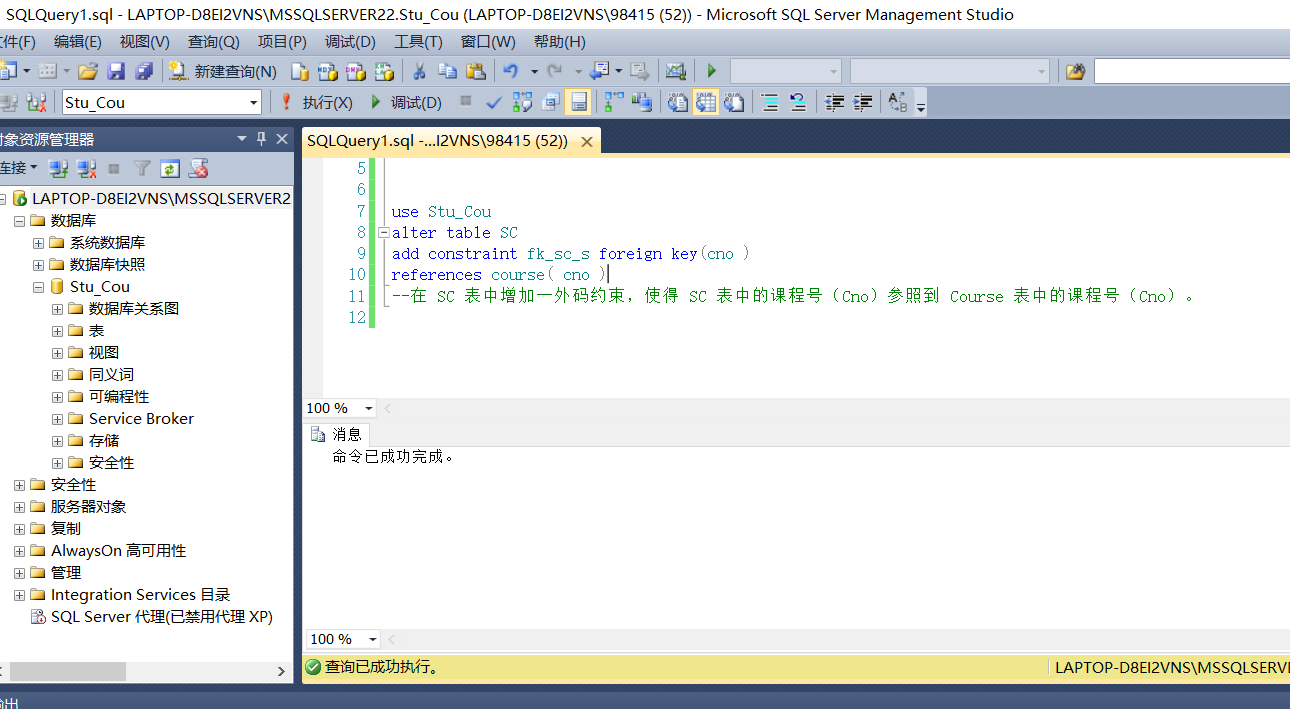 SQLQuery1.sql - LAPTOP-D8EI2VNS\MSSQLSERVER22.Stu_Cou (LAPTOP-D8EI2VNS\98415 (52)) - Microsoft SQL Server Management Studio
件(F) 编辑(E) 视图(V) 查询(Q) 项目(P) 调试(D) 工具(T) 窗口(W) 帮助(H)
新建查询(N)
Stu_Cou 执行(X) 调试(D)
对象资源管理器
连接
LAPTOP-D8EI2VNS\MSSQLSERVER2
数据库
系统数据库
数据库快照
Stu_Cou
数据库关系图
表
视图
同义词
可编程性
Service Broker
存储
安全性
安全性
服务器对象
复制
AlwaysOn 高可用性
管理
Integration Services 目录
SQL Server 代理(已禁用代理 XP)
SQLQuery1.sql -...I2VNS\98415 (52))
5
6
7 use Stu_Cou
8 alter table SC
9 add constraint fk_sc_s foreign key(cno )
10 references course( cno )
11 --在 SC 表中增加一外码约束，使得 SC 表中的课程号（Cno）参照到 Course 表中的课程号（Cno）。
12
100 %
消息
命令已成功完成。
100 %
查询已成功执行。 LAPTOP-D8EI2VNS\MSSQLSERV
出